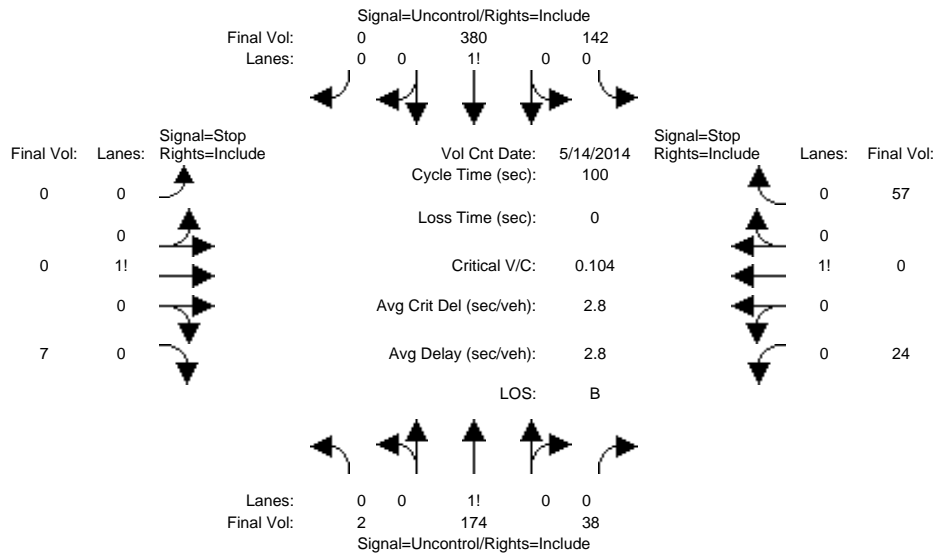 Signal=Uncontrol/Rights=Include
Final Vol: 0 380 142
Lanes: 0 0 1! 0 0
Signal=Stop
Final Vol: Lanes: Rights=Include
Vol Cnt Date: 5/14/2014
Signal=Stop
Rights=Include Lanes: Final Vol:
Cycle Time (sec): 100
0 0
0 57
Loss Time (sec): 0
0
0
0 1!
Critical V/C: 0.104
1! 0
0
Avg Crit Del (sec/veh): 2.8
0
7 0
Avg Delay (sec/veh): 2.8
0 24
LOS: B
Lanes: 0 0 1! 0 0
Final Vol: 2 174 38
Signal=Uncontrol/Rights=Include